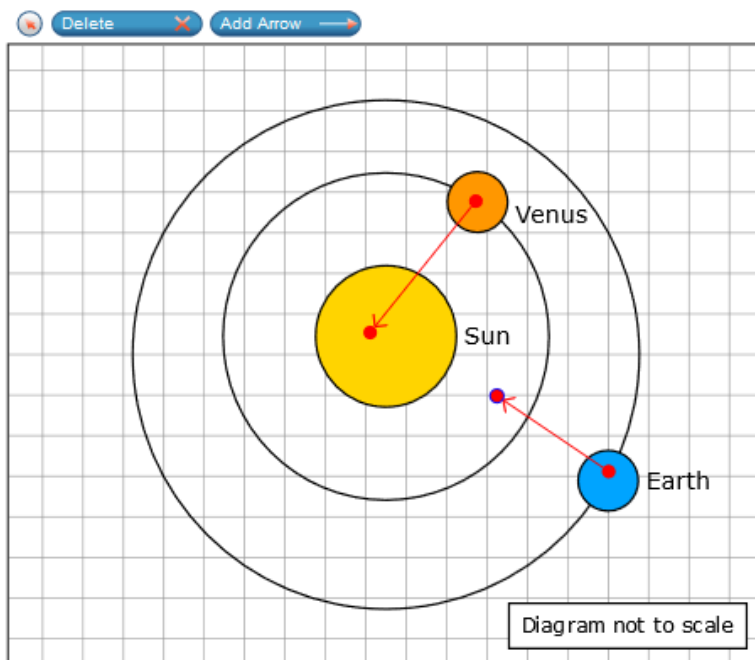 Delete
Add Arrow
Venus
Sun
Earth
Diagram not to scale